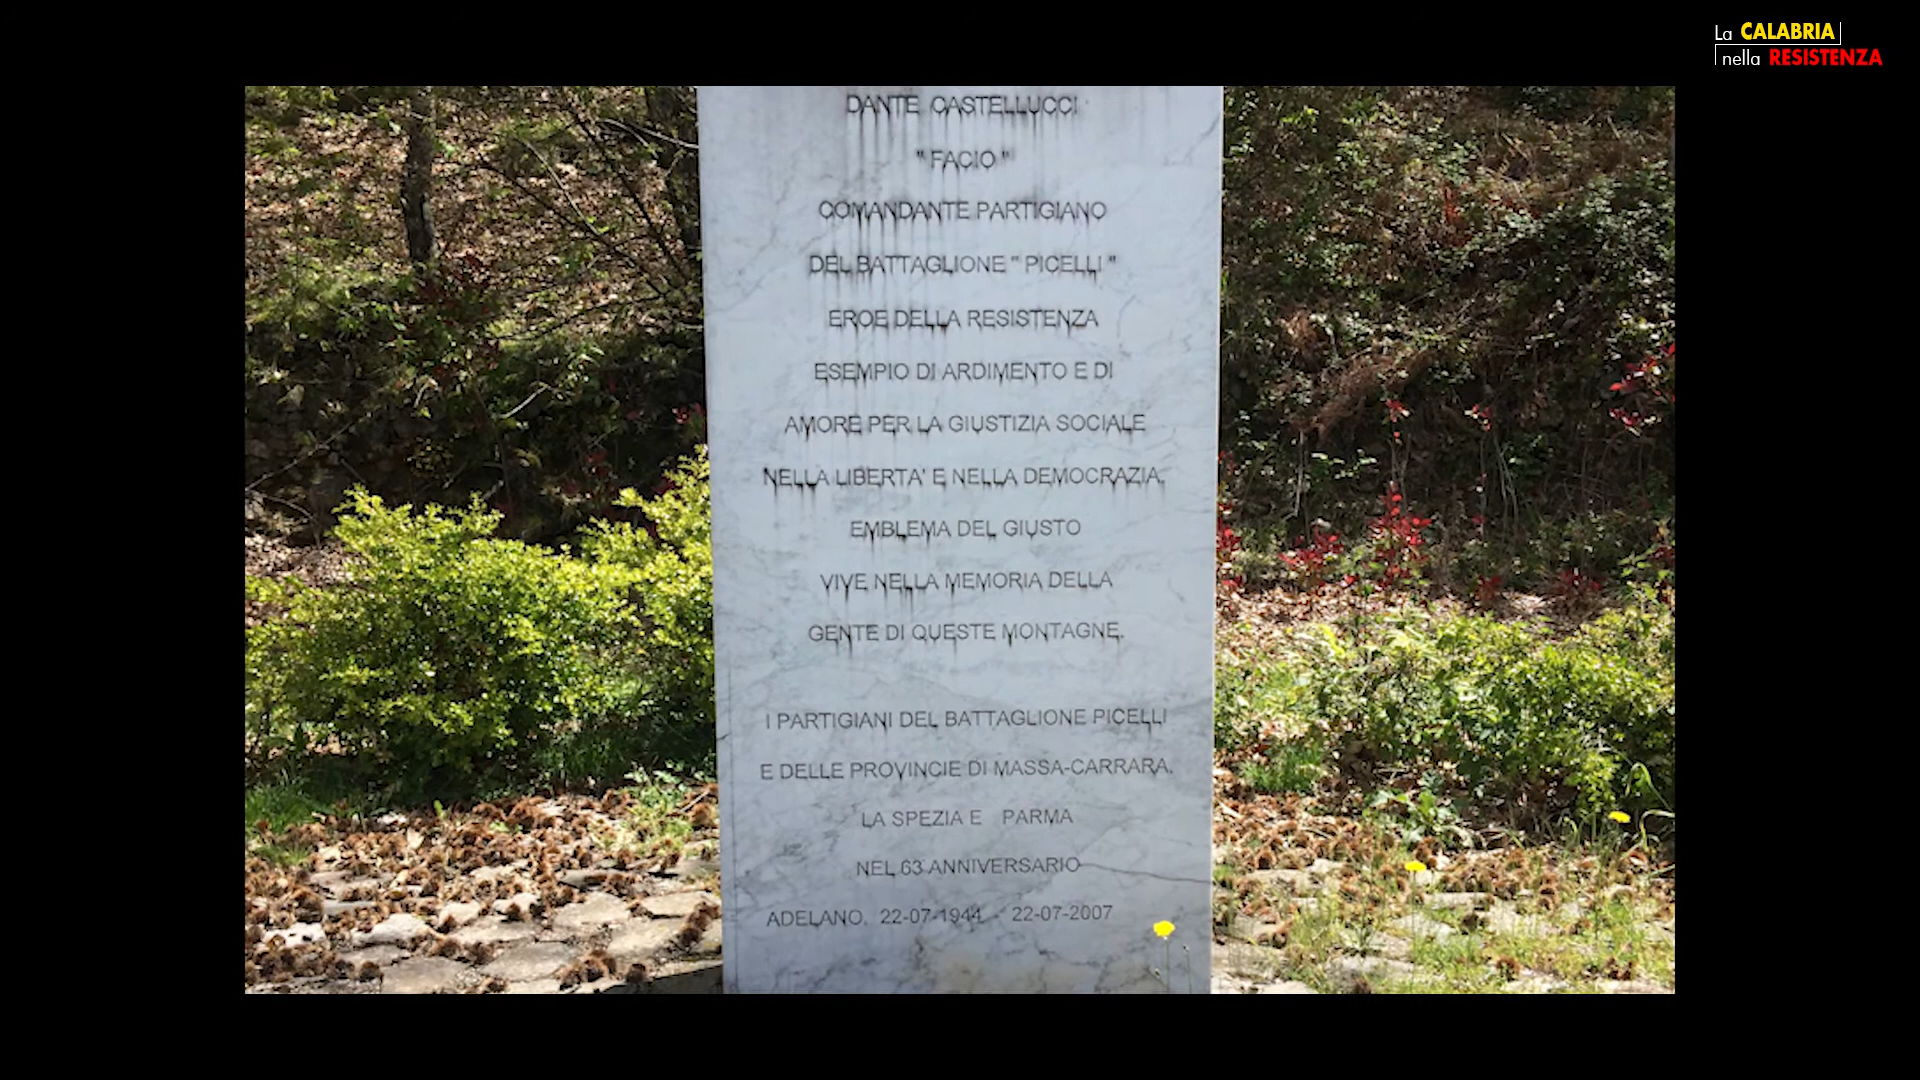 La CALABRIA
nella RESISTENZA
DANTE CASTELLUCCI
" FACIO "
COMANDANTE PARTIGIANO
DEL BATTAGLIONE " PICELLI "
EROE DELLA RESISTENZA
ESEMPIO DI ARDIMENTO E DI
AMORE PER LA GIUSTIZIA SOCIALE
NELLA LIBERTA' E NELLA DEMOCRAZIA.
EMBLEMA DEL GIUSTO
VIVE NELLA MEMORIA DELLA
GENTE DI QUESTE MONTAGNE.
I PARTIGIANI DEL BATTAGLIONE PICELLI
E DELLE PROVINCIE DI MASSA-CARRARA.
LA SPEZIA E PARMA
NEL 63 ANNIVERSARIO
ADELANO. 22-07-1944 - 22-07-2007